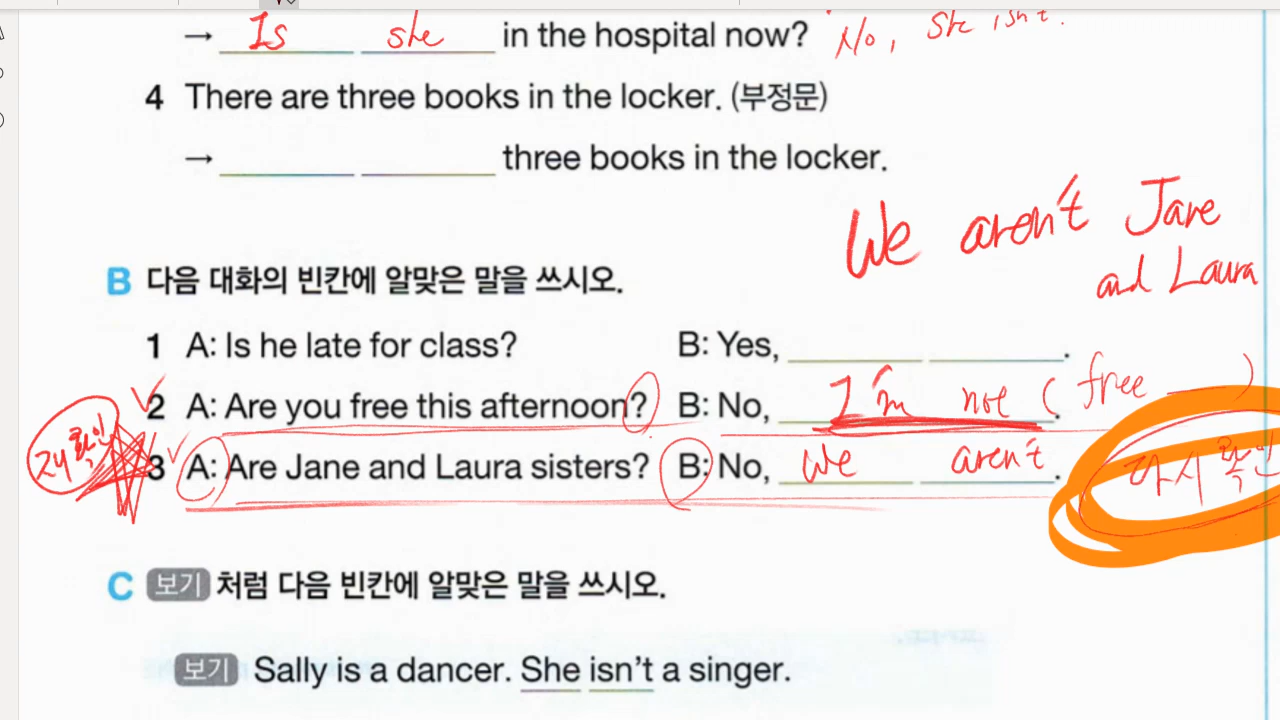 → Is she in the hospital now? No, She isn't.
4 There are three books in the locker. (부정문)
→ three books in the locker.
We aren't Jane
and Laura
B 다음 대화의 빈칸에 알맞은 말을 쓰시오.
1 A: Is he late for class? B: Yes, .
2 A: Are you free this afternoon? B: No, I'm not ( free ) .
재확인 3 A: Are Jane and Laura sisters? B: No, We aren't . 다시 확인
C 보기 처럼 다음 빈칸에 알맞은 말을 쓰시오.
보기 Sally is a dancer. She isn't a singer.